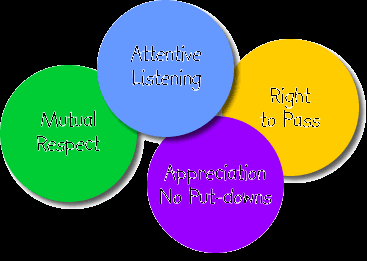 Attentive
Listening
Mutual
Respect
Right
to Pass
Appreciation
No Put-downs